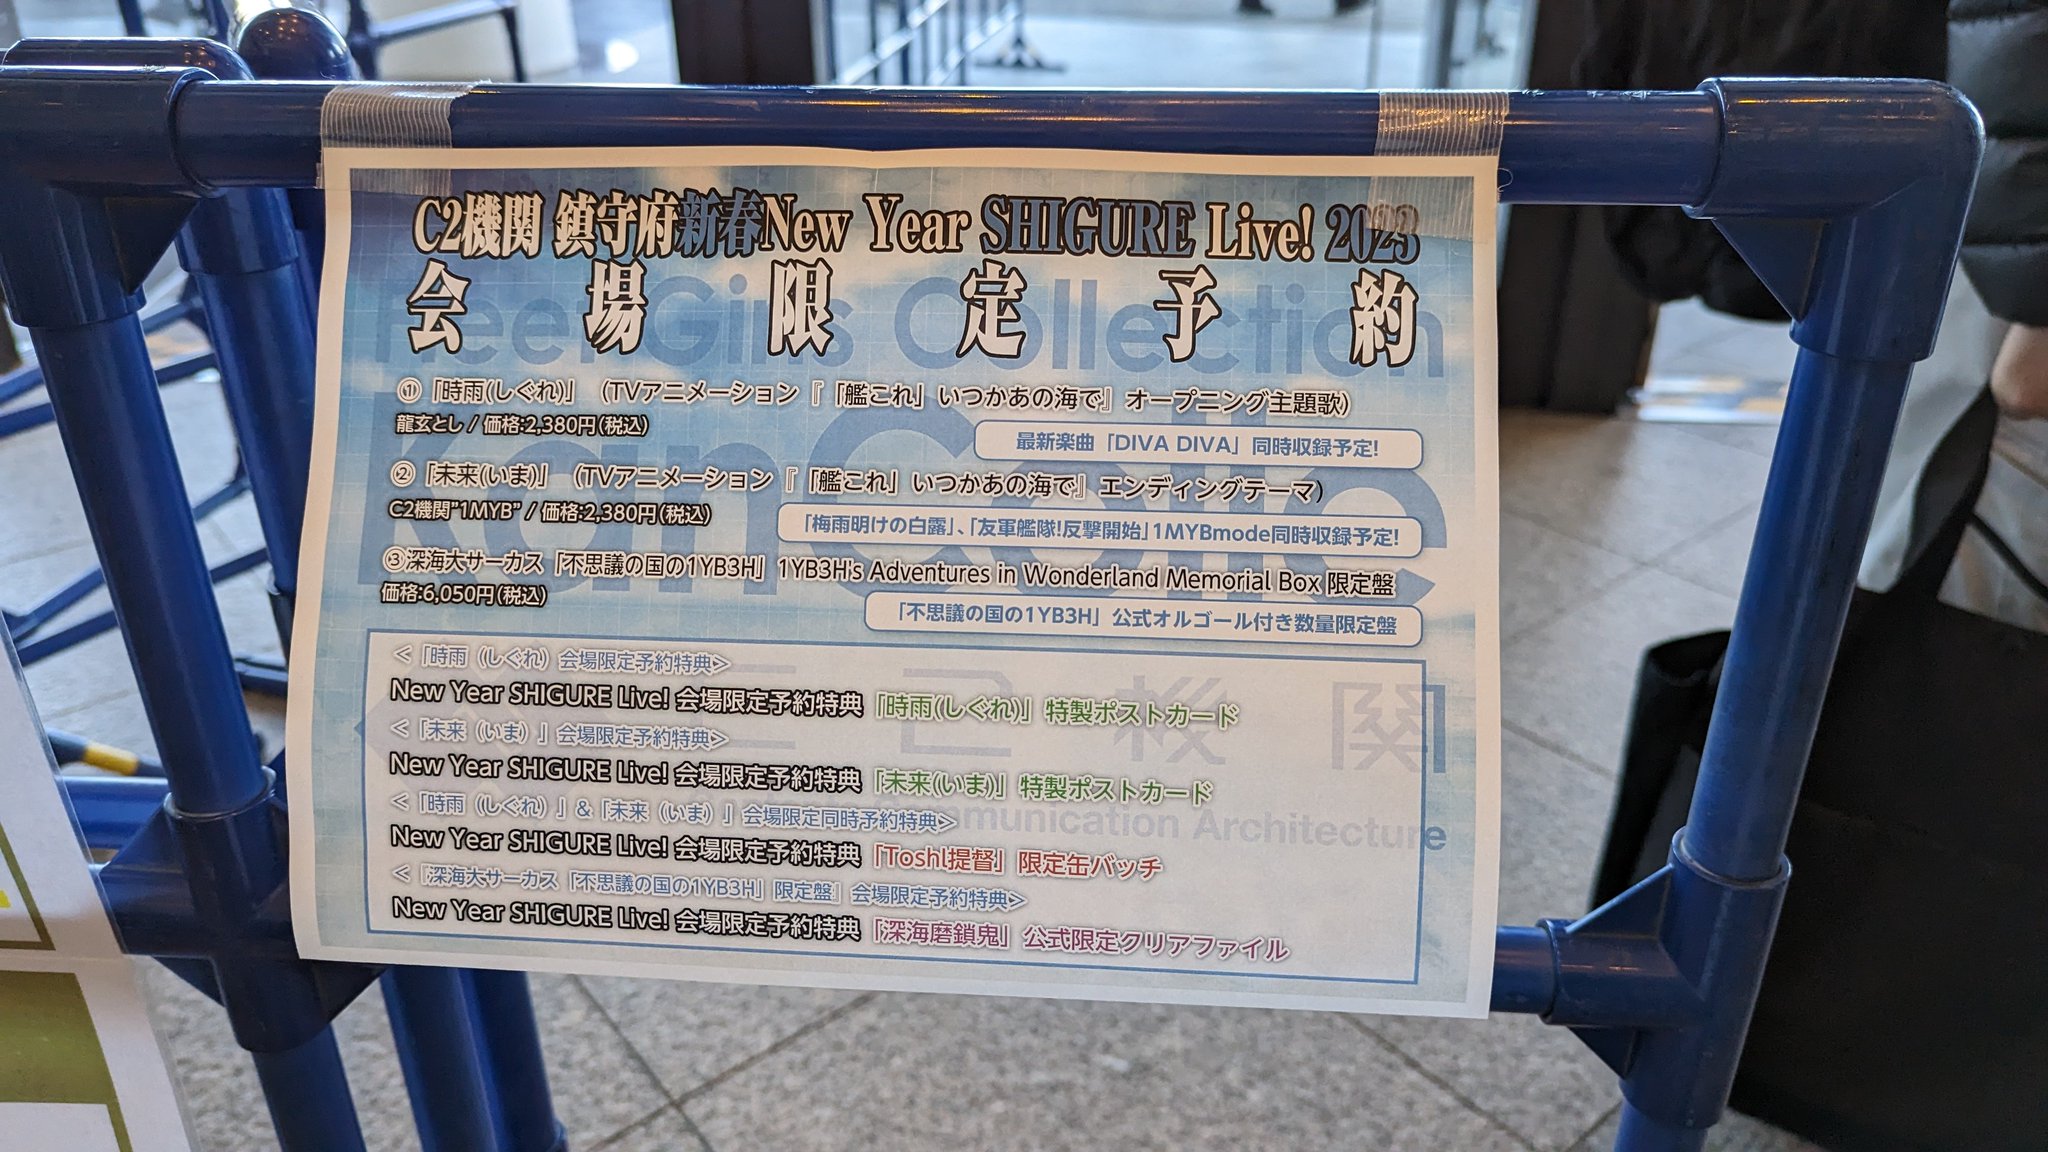 C2機関 鎮守府新春New Year SHIGURE Live! 2023
会場限定予約
①「時雨(しぐれ)」（TVアニメーション『「艦これ」いつかあの海で』オープニング主題歌）
龍玄とし / 価格:2,380円(税込)
最新楽曲「DIVA DIVA」同時収録予定!
②「未来(いま)」（TVアニメーション『「艦これ」いつかあの海で』エンディングテーマ）
C2機関"1MYB" / 価格:2,380円(税込)
「梅雨明けの白露」、「友軍艦隊!反撃開始」1MYBmode同時収録予定!
③深海大サーカス「不思議の国の1YB3H」1YB3H's Adventures in Wonderland Memorial Box 限定盤
価格:6,050円(税込)
「不思議の国の1YB3H」公式オルゴール付き数量限定盤
<「時雨（しぐれ）会場限定予約特典>
New Year SHIGURE Live! 会場限定予約特典「時雨(しぐれ)」特製ポストカード
<「未来（いま）」会場限定予約特典>
New Year SHIGURE Live! 会場限定予約特典「未来(いま)」特製ポストカード
<「時雨（しぐれ）」&「未来（いま）」会場限定同時予約特典>
New Year SHIGURE Live! 会場限定予約特典「Toshl提督」限定缶バッチ
<『深海大サーカス「不思議の国の1YB3H」限定盤』会場限定予約特典>
New Year SHIGURE Live! 会場限定予約特典「深海磨鎖鬼」公式限定クリアファイル
Girls Collection
KanColle
機関
Communication Architecture